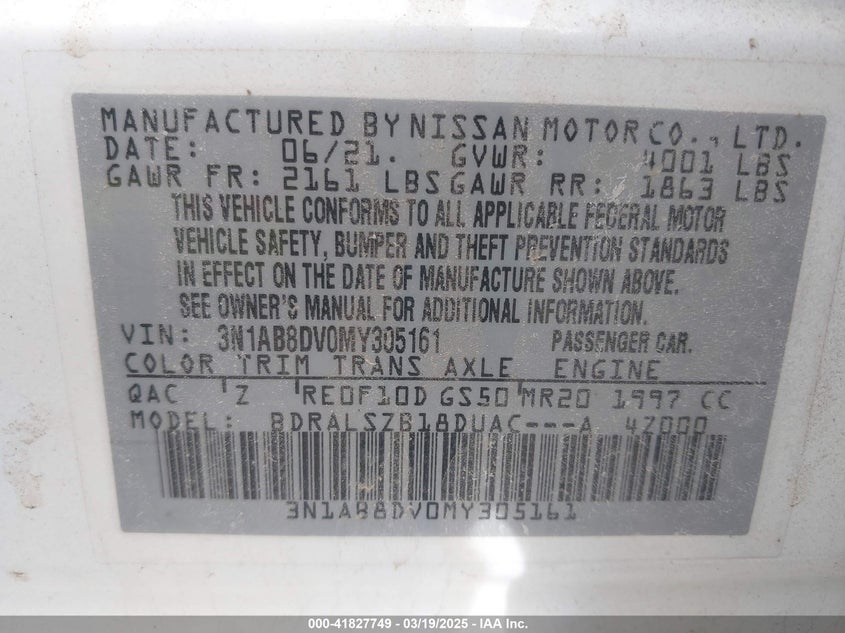 MANUFACTURED BY NISSAN MOTOR CO., LTD.
DATE: 06/21. GVWR: 4001 LBS
GAWR FR: 2161 LBS GAWR RR: 1863 LBS
THIS VEHICLE CONFORMS TO ALL APPLICABLE FEDERAL MOTOR
VEHICLE SAFETY, BUMPER AND THEFT PREVENTION STANDARDS
IN EFFECT ON THE DATE OF MANUFACTURE SHOWN ABOVE.
SEE OWNER'S MANUAL FOR ADDITIONAL INFORMATION.
VIN: 3N1AB8DV0MY305161 PASSENGER CAR.
COLOR TRIM TRANS AXLE ENGINE
QAC Z RE0F10D GS50 MR20 1997 CC
MODEL: BDRALSZB18DUAC---A 4Z000
3N1AB8DV0MY305161
000-41827749 - 03/19/2025 - IAA Inc.